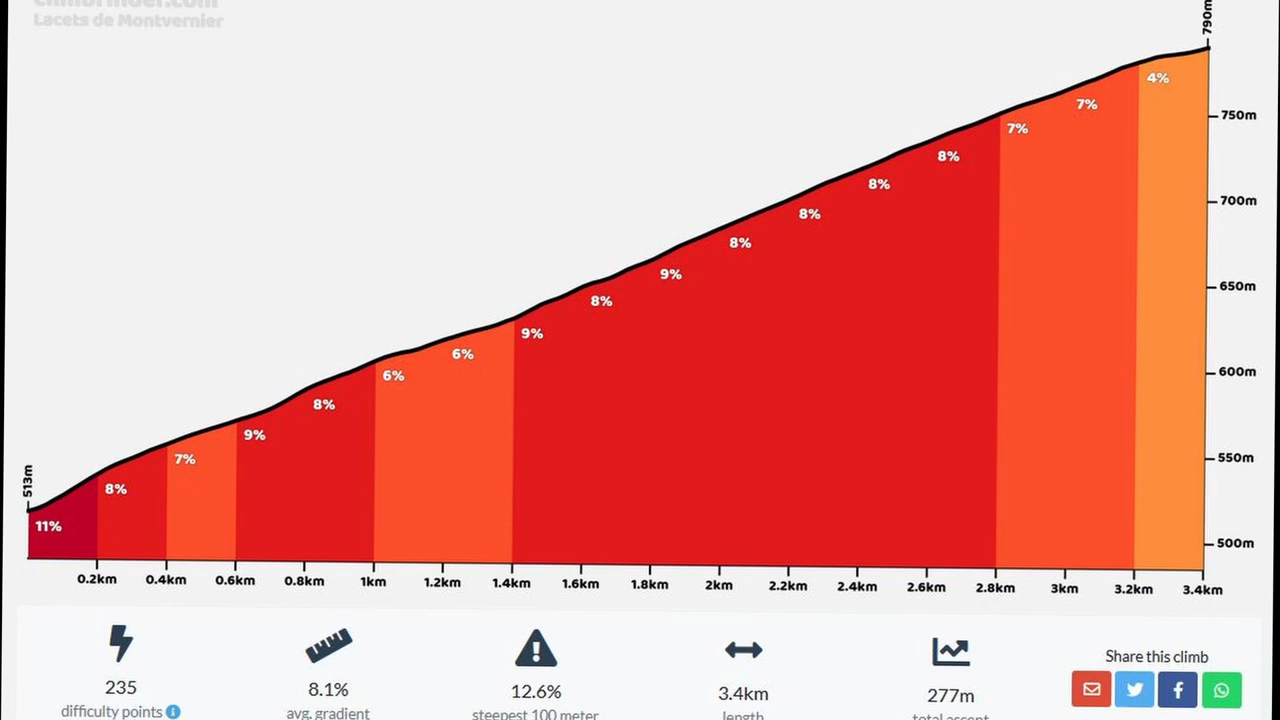 climbfinder.com
Lacets de Montvernier
790m
4%
7%
7%
8%
8%
8%
8%
9%
8%
9%
6%
6%
8%
9%
7%
8%
11%
513m
750m
700m
650m
600m
550m
500m
0.2km 0.4km 0.6km 0.8km 1km 1.2km 1.4km 1.6km 1.8km 2km 2.2km 2.4km 2.6km 2.8km 3km 3.2km 3.4km
235
difficulty points
8.1%
avg. gradient
12.6%
steepest 100 meter
3.4km
length
277m
total ascent
Share this climb